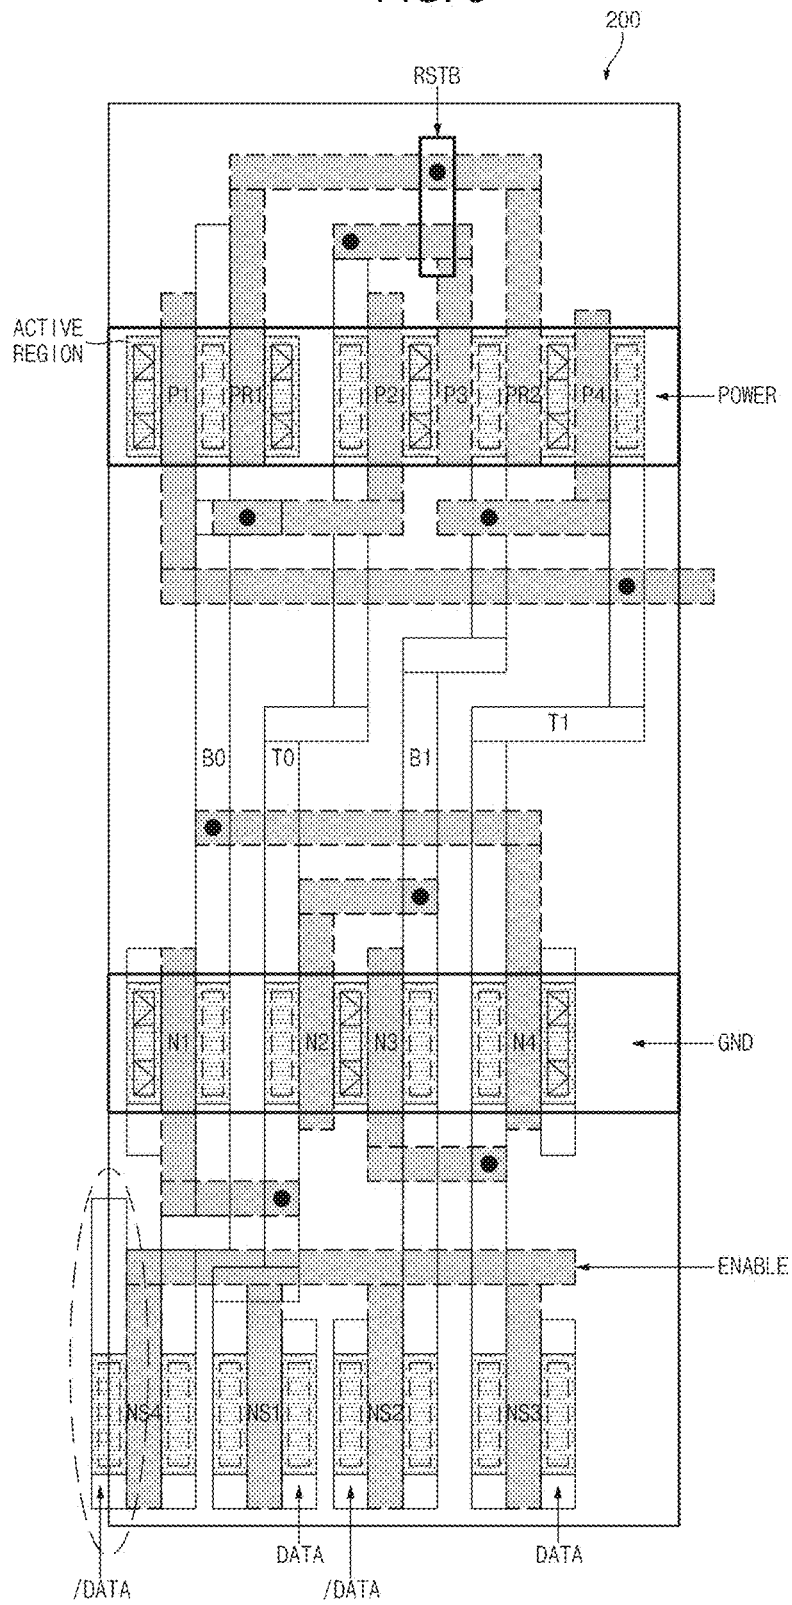 200
RSTB
ACTIVE
REGION
P1 PR1 P2 P3 PR2 P4
POWER
T1
B0 T0 B1
N1 N2 N3 N4
GND
ENABLE
NS4 NS1 NS2 NS3
DATA DATA
/DATA /DATA